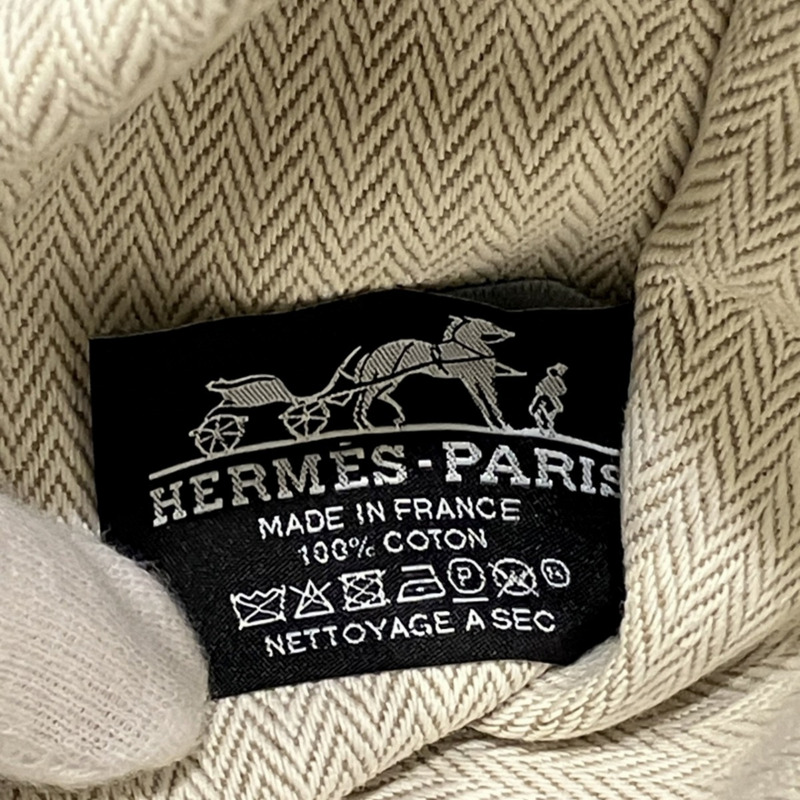 HERMÈS-PARIS
MADE IN FRANCE
100% COTON
P W
NETTOYAGE A SEC